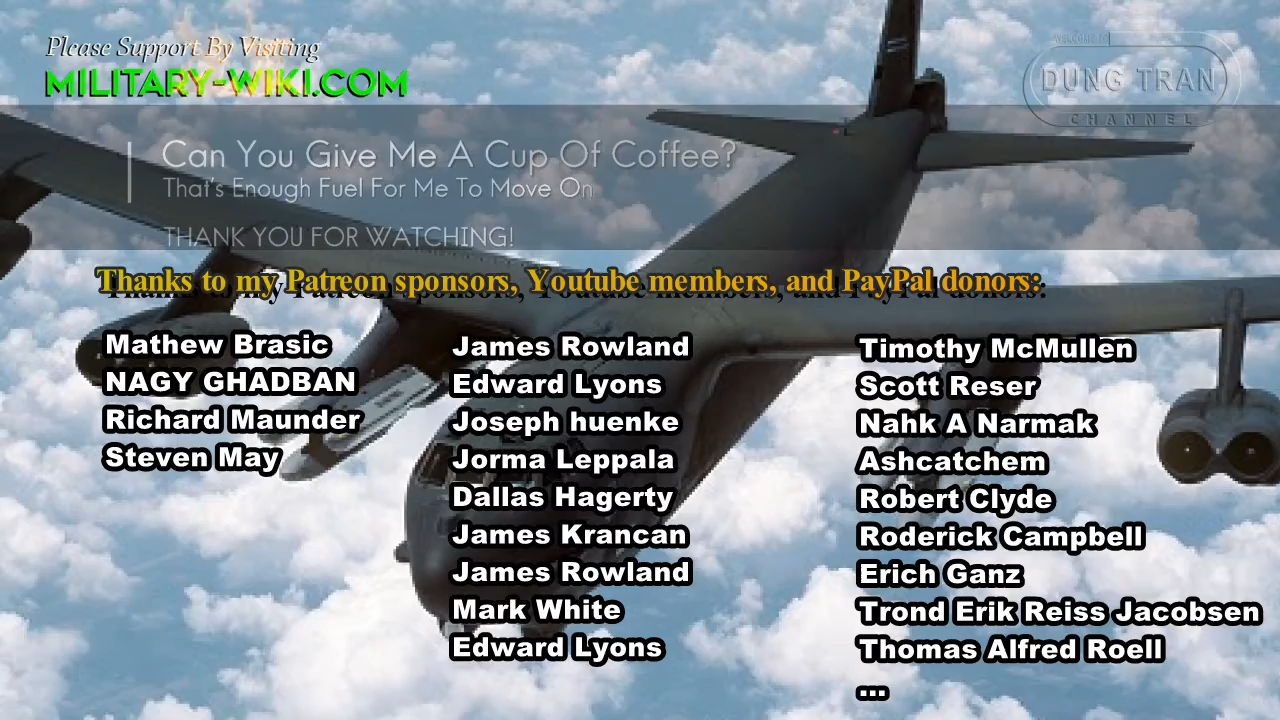 Please Support By Visiting
MILITARY-WIKI.COM
WELCOME TO
DUNG TRAN
CHANNEL
Can You Give Me A Cup Of Coffee?
That's Enough Fuel For Me To Move On
THANK YOU FOR WATCHING!
Thanks to my Patreon sponsors, Youtube members, and PayPal donors:
Mathew Brasic
NAGY GHADBAN
Richard Maunder
Steven May
James Rowland
Edward Lyons
Joseph huenke
Jorma Leppala
Dallas Hagerty
James Krancan
James Rowland
Mark White
Edward Lyons
Timothy McMullen
Scott Reser
Nahk A Narmak
Ashcatchem
Robert Clyde
Roderick Campbell
Erich Ganz
Trond Erik Reiss Jacobsen
Thomas Alfred Roell
...